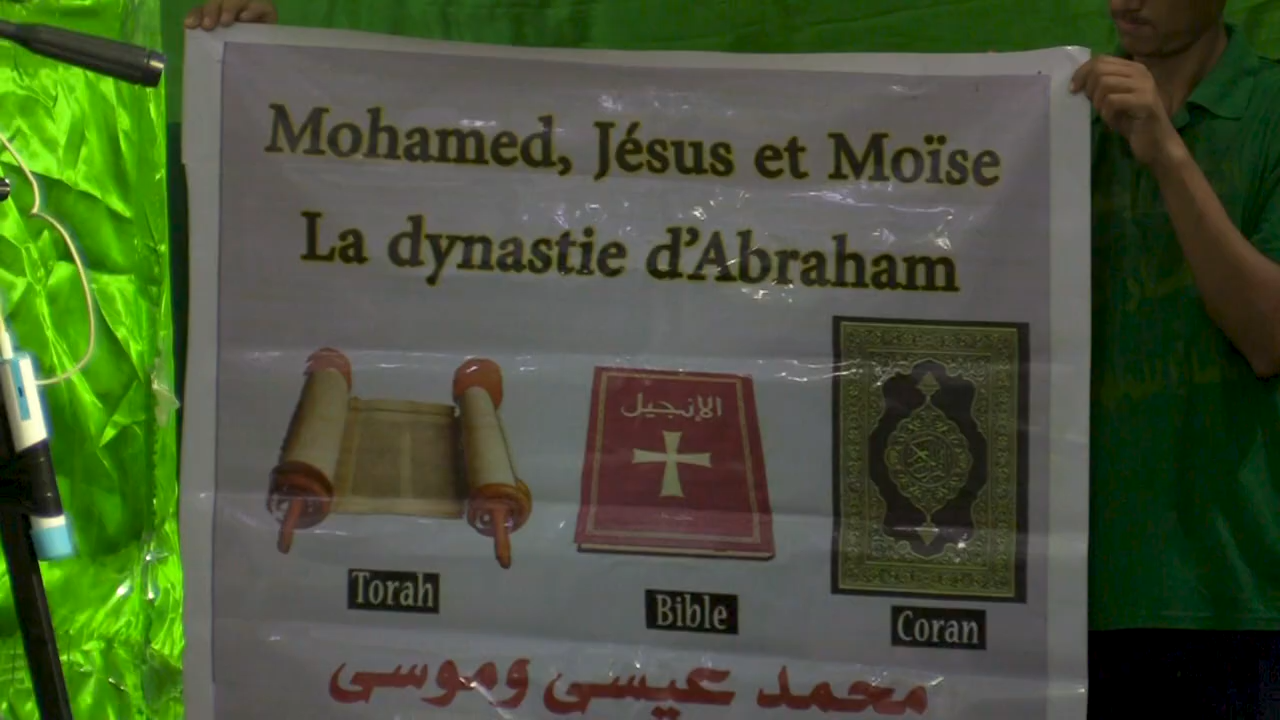 Mohamed, Jésus et Moïse
La dynastie d'Abraham
الإنجيل
Torah
Bible
Coran
محمد عيسى وموسى